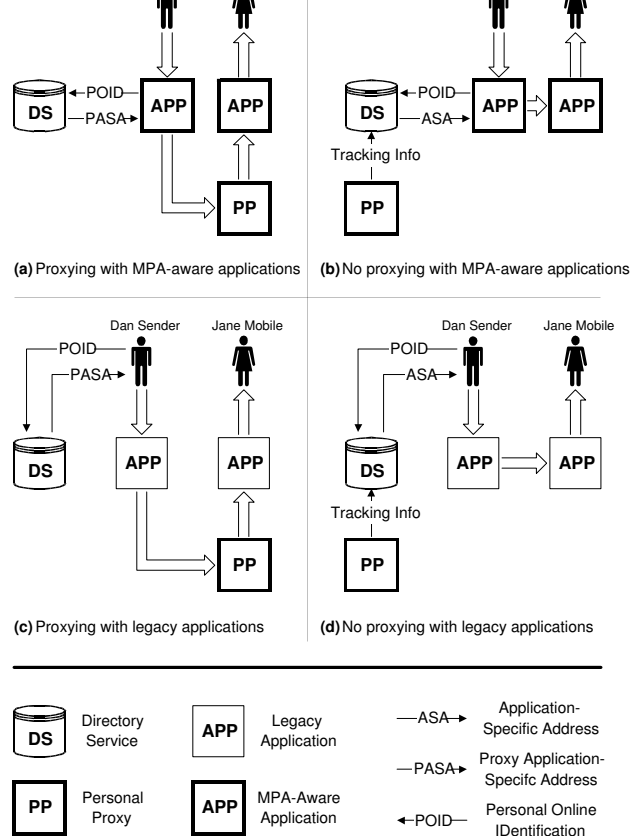 POID
DS
PASA
APP
APP
PP
(a) Proxying with MPA-aware applications
POID
DS
ASA
APP
APP
Tracking Info
PP
(b) No proxying with MPA-aware applications
Dan Sender
Jane Mobile
POID
PASA
DS
APP
APP
PP
(c) Proxying with legacy applications
Dan Sender
Jane Mobile
POID
ASA
DS
APP
APP
Tracking Info
PP
(d) No proxying with legacy applications
DS
Directory
Service
APP
Legacy
Application
ASA
Application-
Specific Address
PASA
Proxy Application-
Specifc Address
PP
Personal
Proxy
APP
MPA-Aware
Application
POID
Personal Online
IDentification